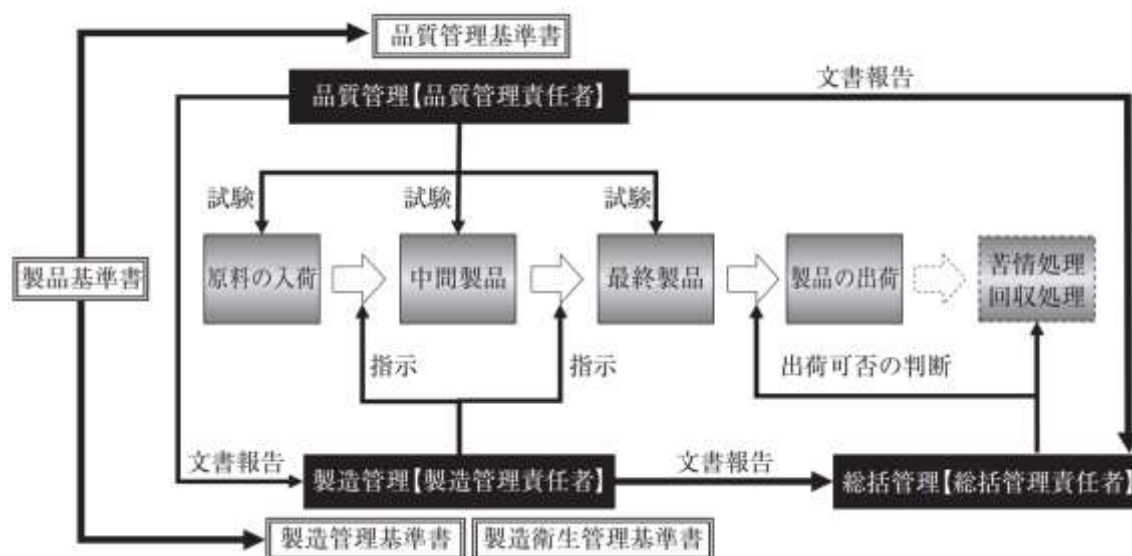 品質管理基準書
品質管理【品質管理責任者】
文書報告
試験
試験
試験
製品基準書
原料の入荷
中間製品
最終製品
製品の出荷
苦情処理
回収処理
指示
指示
出荷可否の判断
文書報告
製造管理【製造管理責任者】
文書報告
総括管理【総括管理責任者】
製造管理基準書
製造衛生管理基準書